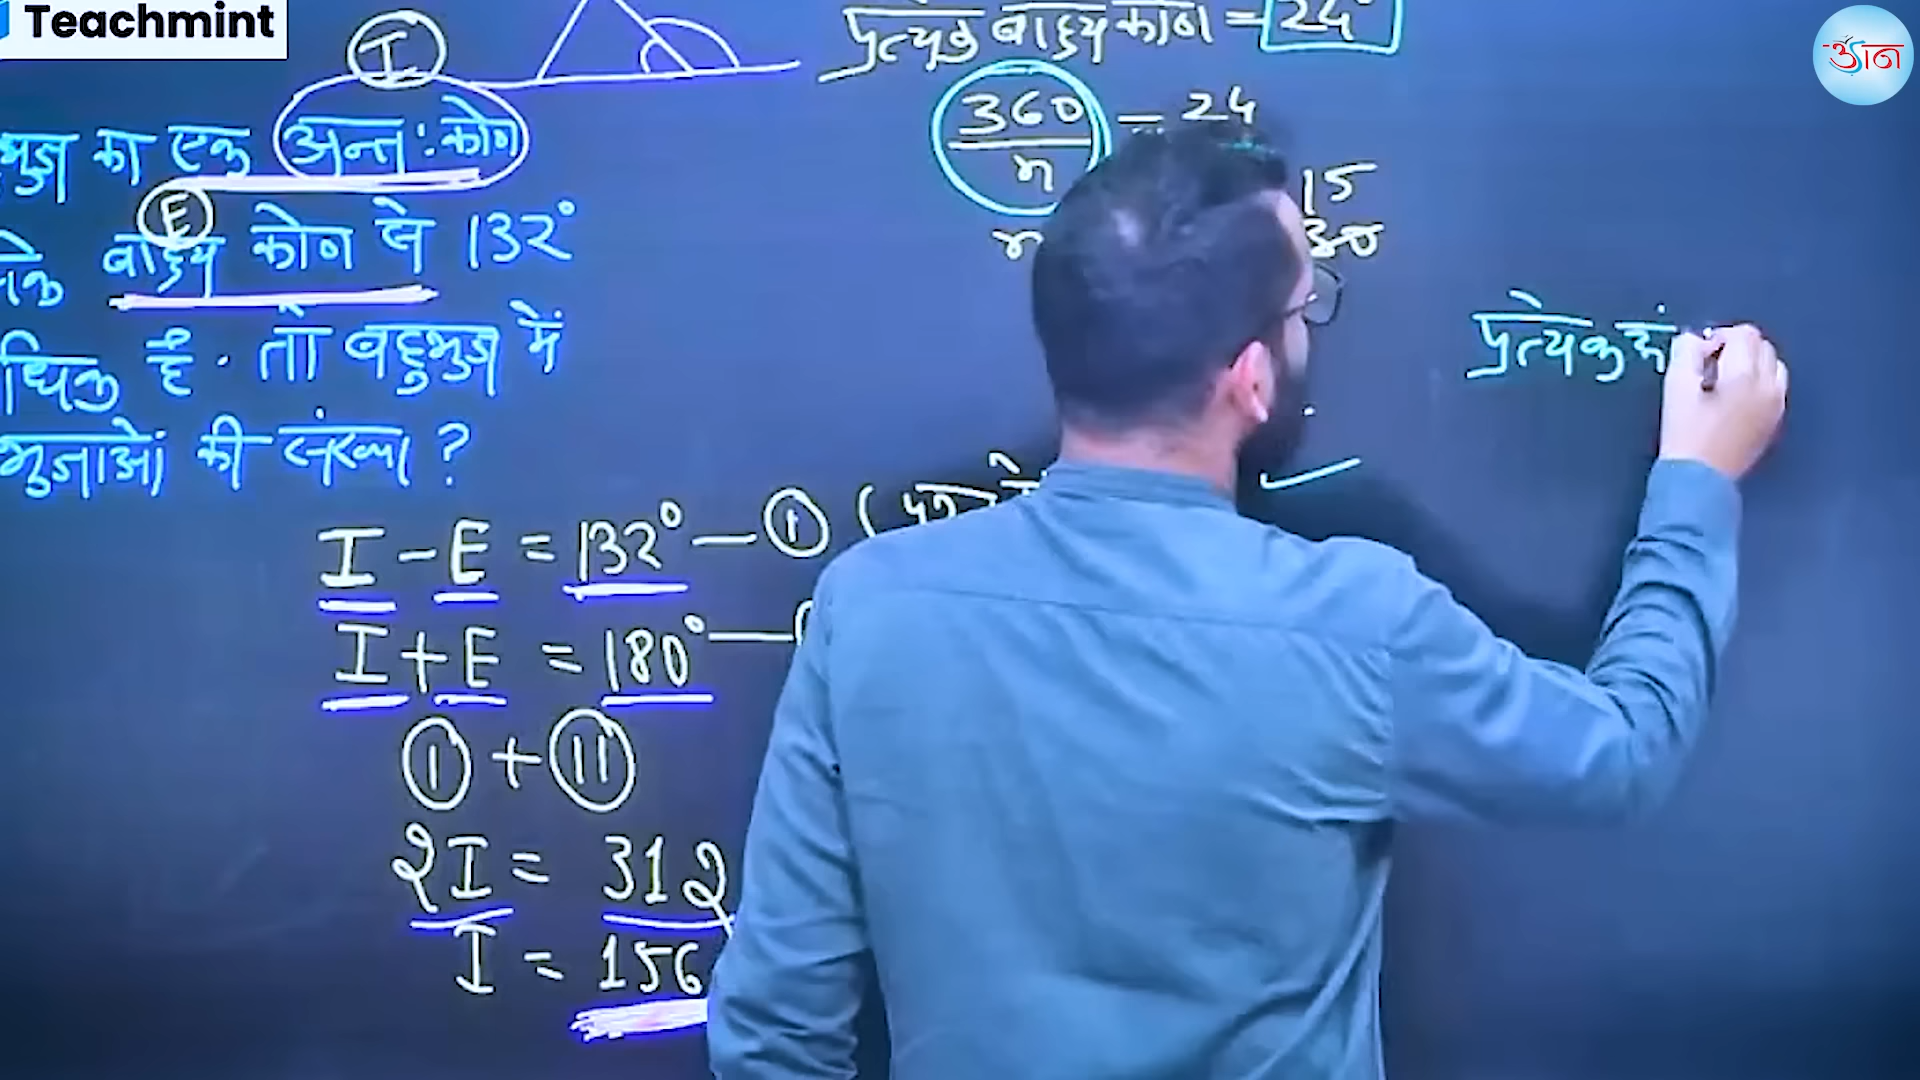 Teachmint
I
प्रत्येक बाह्य कोण = 24°
360/n = 24
15
का एक अन्तः कोण
E
बाह्य कोण से 132°
है. तो बहुभुज में
भुजाओं की संख्या ?
प्रत्येक
I - E = 132° — ①
I + E = 180° —
① + ⑪
2I = 312
I = 156